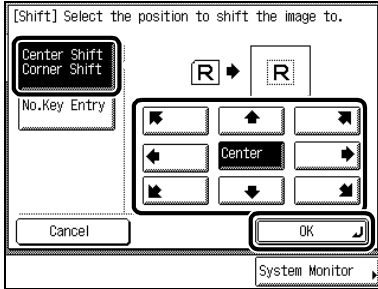 [Shift] Select the position to shift the image to.
Center Shift
Corner Shift
R R
No.Key Entry
Center
Cancel
OK
System Monitor